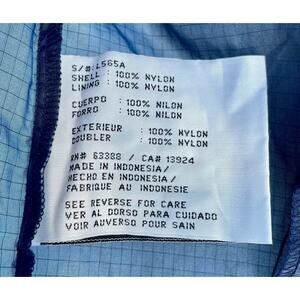 S/#:L565A
SHELL : 100% NYLON
LINING : 100% NYLON
CUERPO : 100% NILON
FORRO : 100% NILON
EXTERIEUR : 100% NYLON
DOUBLER : 100% NYLON
RN# 63388 / CA# 13924
MADE IN INDONESIA/
HECHO EN INDONESIA/
FABRIQUE AU INDONESIE
SEE REVERSE FOR CARE
VER AL DORSO PARA CUIDADO
VOIR AUVERSO POUR SAIN